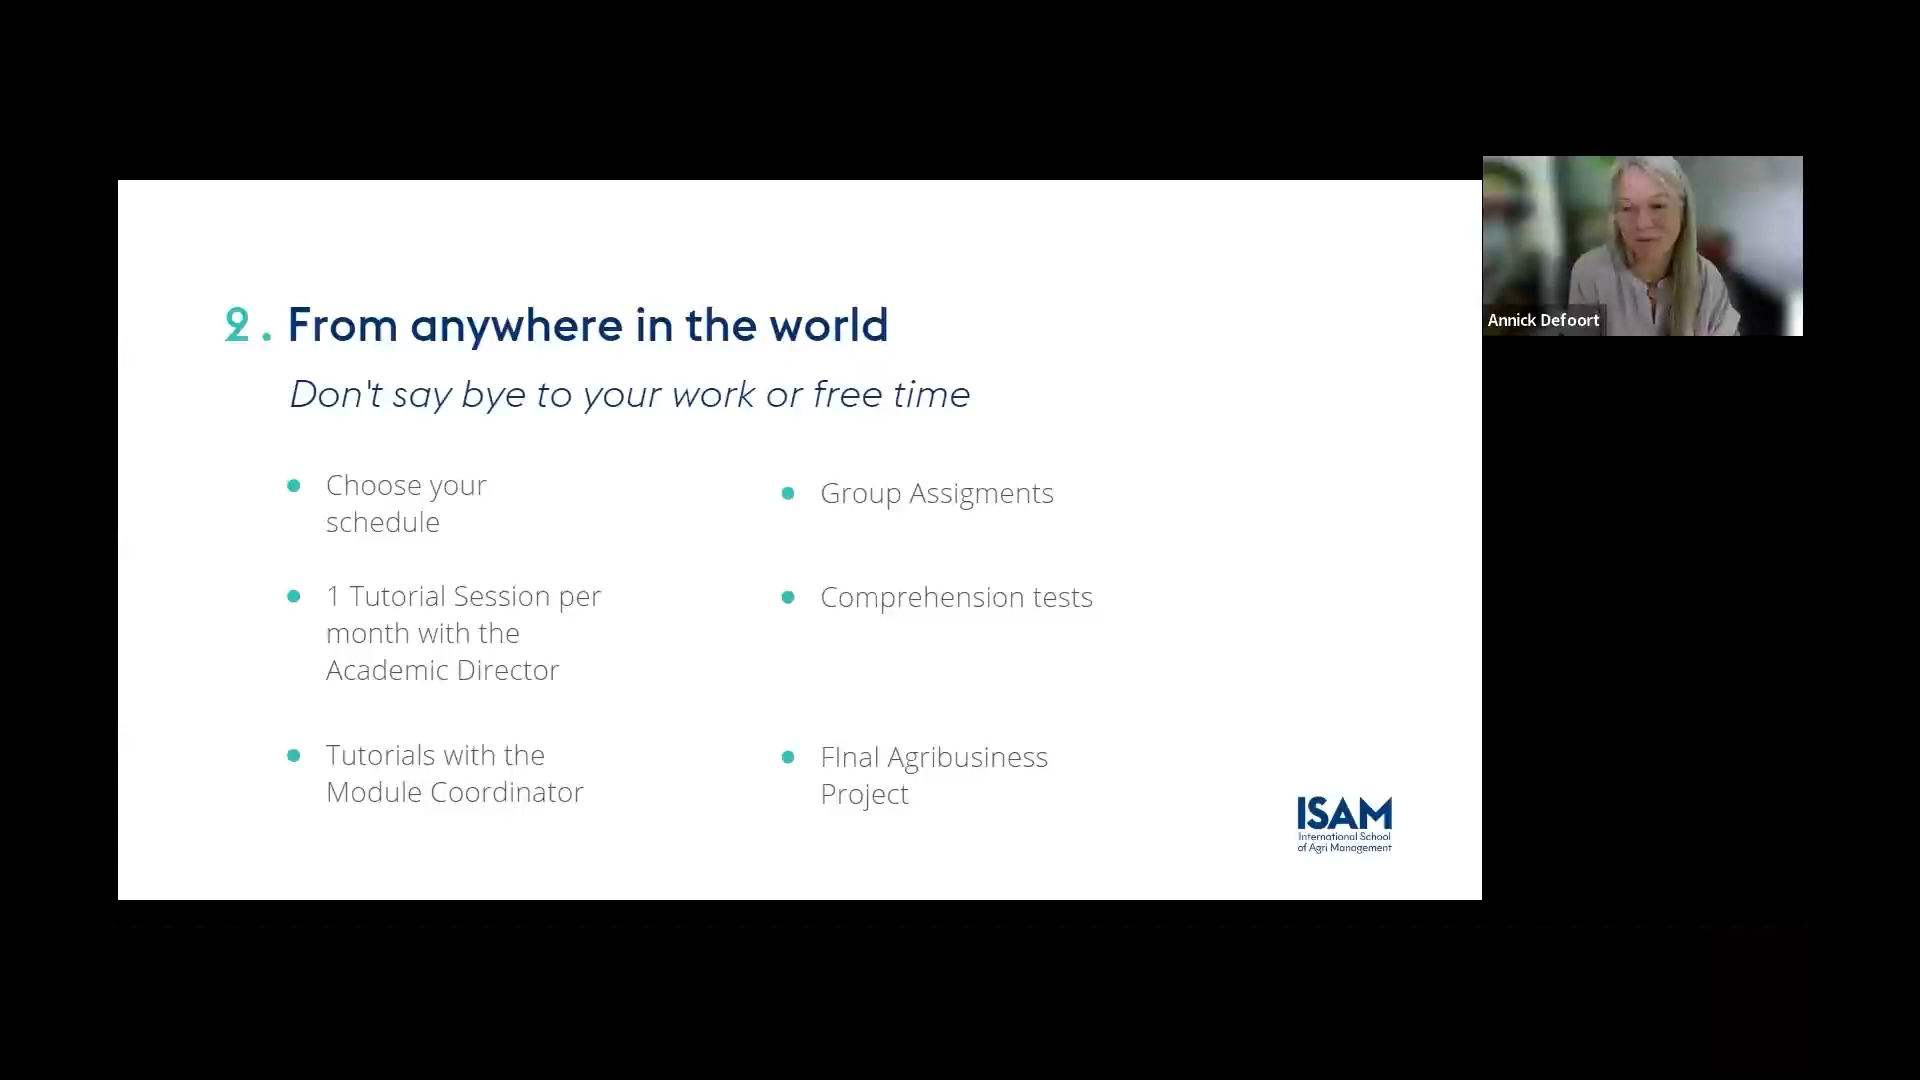 2. From anywhere in the world
Don't say bye to your work or free time
Choose your
schedule
1 Tutorial Session per
month with the
Academic Director
Tutorials with the
Module Coordinator
Group Assigments
Comprehension tests
FInal Agribusiness
Project
ISAM
International School
of Agri Management
Annick Defoort